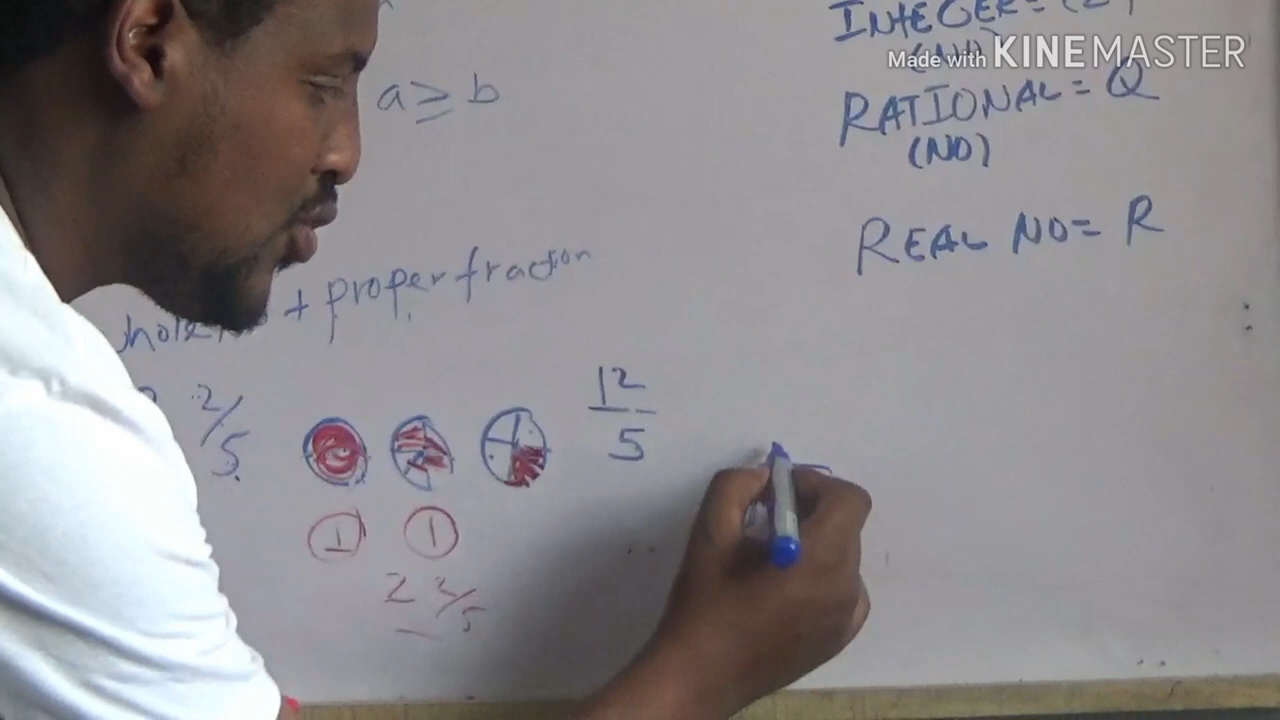 INTEGER=(Z)
(NO)
Made with KINEMASTER
a ≥ b
RATIONAL = Q
(NO)
REAL NO= R
+ proper fraction
2/5
12
5
1 1
2 2/5